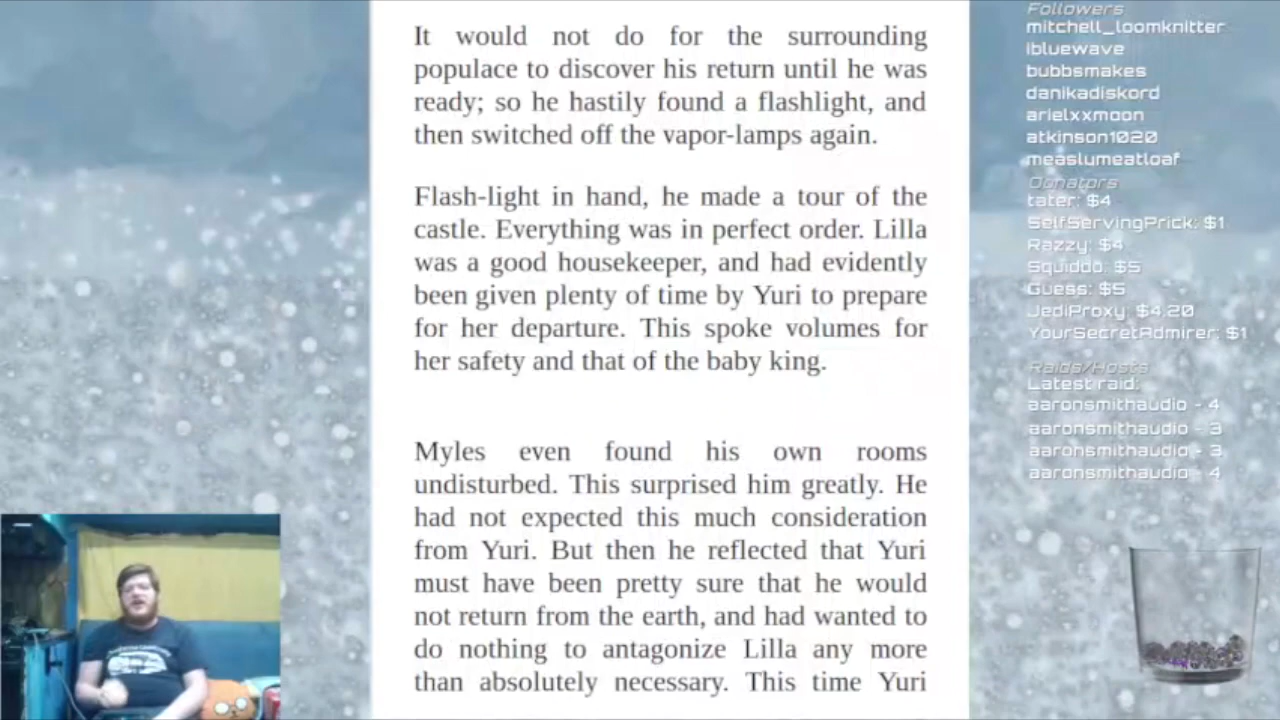 It would not do for the surrounding
populace to discover his return until he was
ready; so he hastily found a flashlight, and
then switched off the vapor-lamps again.
Flash-light in hand, he made a tour of the
castle. Everything was in perfect order. Lilla
was a good housekeeper, and had evidently
been given plenty of time by Yuri to prepare
for her departure. This spoke volumes for
her safety and that of the baby king.
Myles even found his own rooms
undisturbed. This surprised him greatly. He
had not expected this much consideration
from Yuri. But then he reflected that Yuri
must have been pretty sure that he would
not return from the earth, and had wanted to
do nothing to antagonize Lilla any more
than absolutely necessary. This time Yuri
Followers
mitchell_loomknitter
lbluewave
bubbsmakes
danikadiskord
arielxxmoon
atkinson1020
measlymeatloaf
Donators
tater: $4
SelfServingPrick: $1
Razzy: $4
Squiddo: $5
Guess: $5
JediProxy: $4.20
YourSecretAdmirer: $1
Raids/Hosts
Latest raid:
aaronsmithaudio - 4
aaronsmithaudio - 3
aaronsmithaudio - 3
aaronsmithaudio - 4